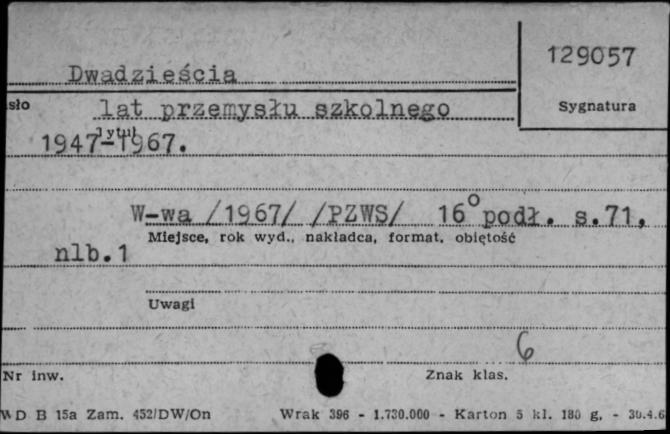 129057
Dwadzieścia
Sygnatura
sło lat przemysłu szkolnego
Tytuł
1947-1967.
W-wa /1967/ /PZWS/ 16° podł. s.71,
Miejsce, rok wyd., nakładca, format, objętość
nlb.1
Uwagi
6
Nr inw. Znak klas.
WD B 15a Zam. 452/DW/On Wrak 396 - 1.730.000 - Karton 5 kl. 180 g. - 30.4.6